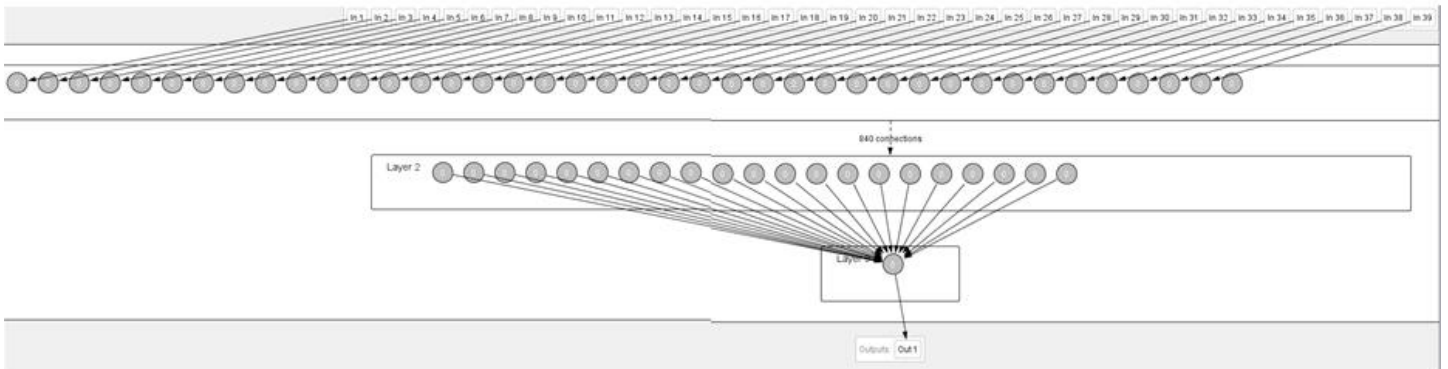 In 1 In 2 In 3 In 4 In 5 In 6 In 7 In 8 In 9 In 10 In 11 In 12 In 13 In 14 In 15 In 16 In 17 In 18 In 19 In 20 In 21 In 22 In 23 In 24 In 25 In 26 In 27 In 28 In 29 In 30 In 31 In 32 In 33 In 34 In 35 In 36 In 37 In 38 In 39
840 connections
Layer 2
Layer
Outputs: Out 1